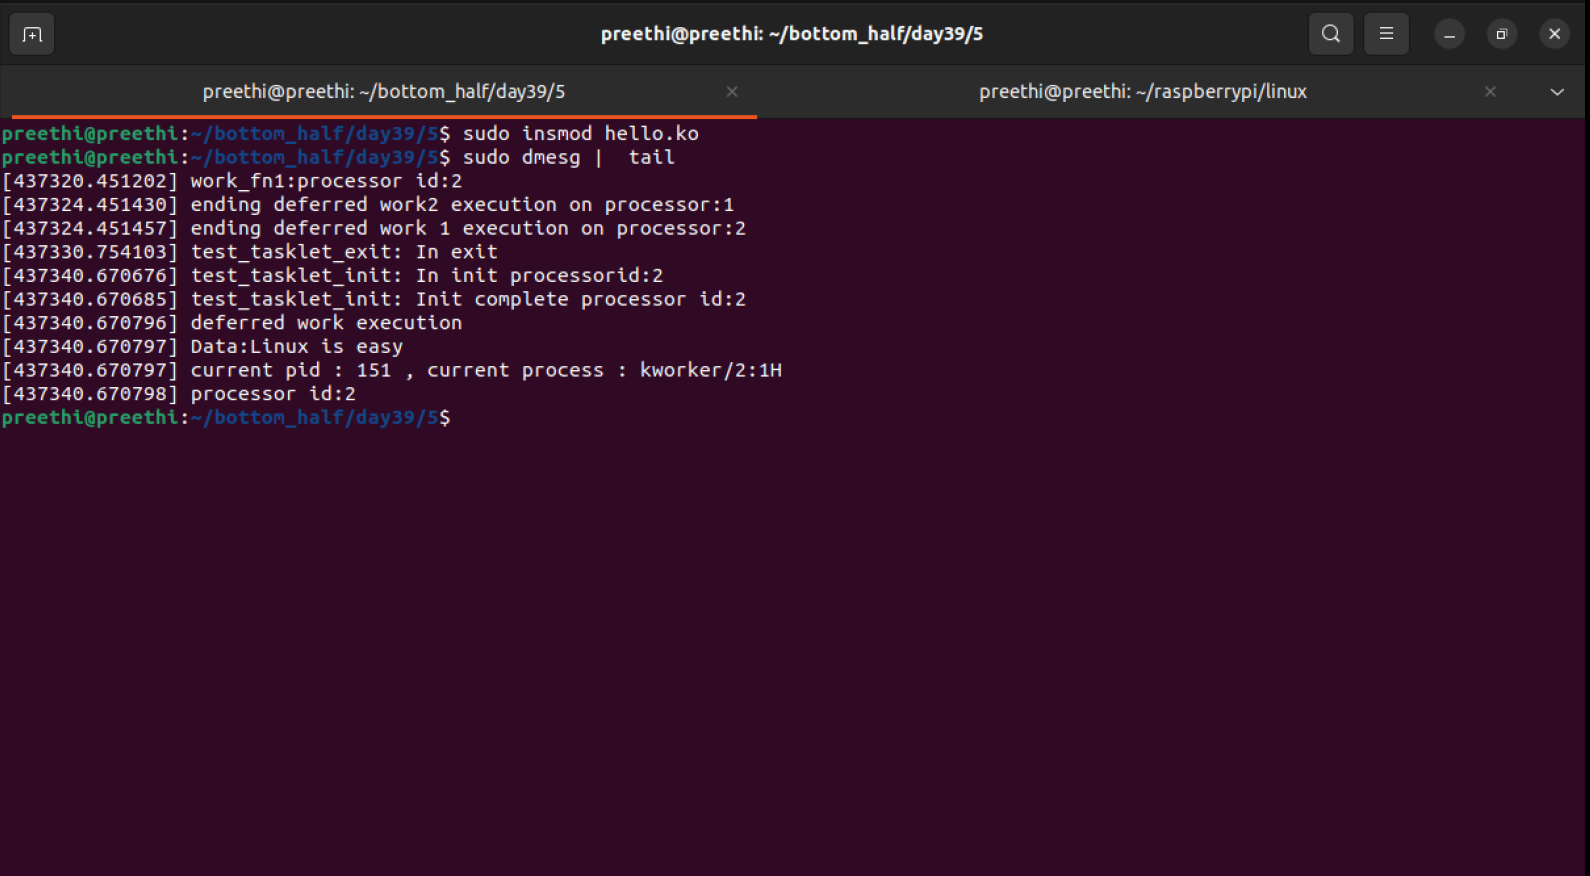 preethi@preethi: ~/bottom_half/day39/5
preethi@preethi: ~/bottom_half/day39/5
preethi@preethi: ~/raspberrypi/linux
preethi@preethi:~/bottom_half/day39/5$ sudo insmod hello.ko
preethi@preethi:~/bottom_half/day39/5$ sudo dmesg |  tail
[437320.451202] work_fn1:processor id:2
[437324.451430] ending deferred work2 execution on processor:1
[437324.451457] ending deferred work 1 execution on processor:2
[437330.754103] test_tasklet_exit: In exit
[437340.670676] test_tasklet_init: In init processorid:2
[437340.670685] test_tasklet_init: Init complete processor id:2
[437340.670796] deferred work execution
[437340.670797] Data:Linux is easy
[437340.670797] current pid : 151 , current process : kworker/2:1H
[437340.670798] processor id:2
preethi@preethi:~/bottom_half/day39/5$